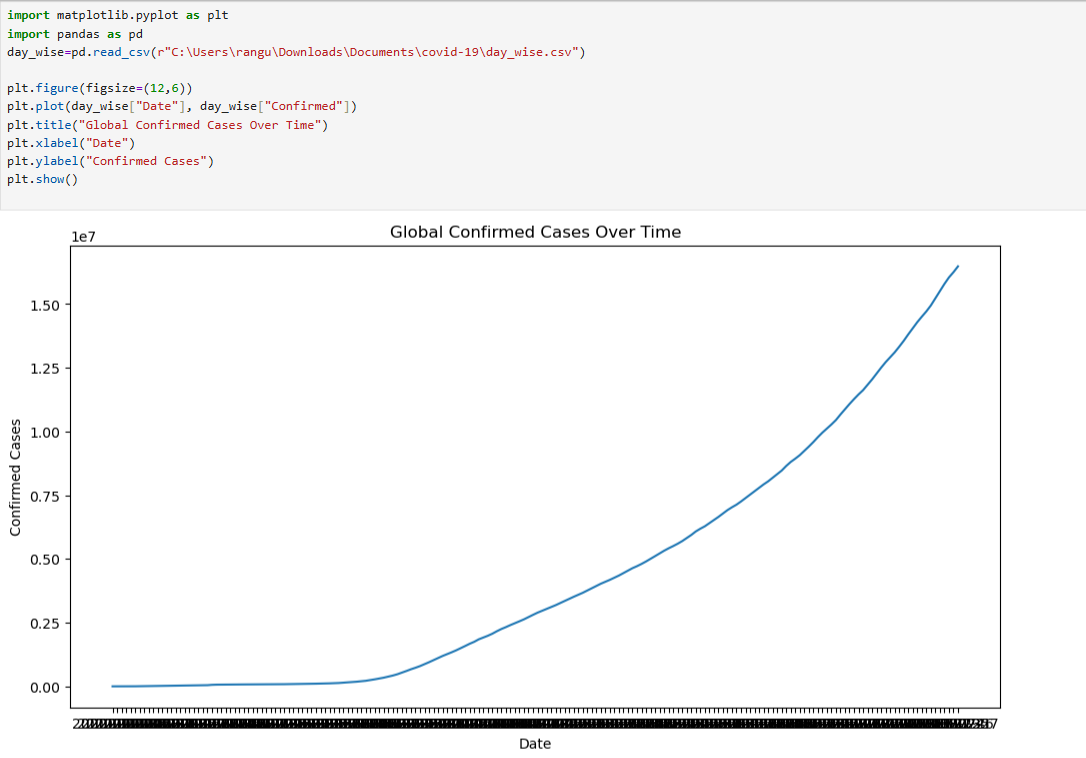 import matplotlib.pyplot as plt
import pandas as pd
day_wise=pd.read_csv(r"C:\Users\rangu\Downloads\Documents\covid-19\day_wise.csv")
plt.figure(figsize=(12,6))
plt.plot(day_wise["Date"], day_wise["Confirmed"])
plt.title("Global Confirmed Cases Over Time")
plt.xlabel("Date")
plt.ylabel("Confirmed Cases")
plt.show()
Global Confirmed Cases Over Time
1e7
1.50
1.25
1.00
0.75
0.50
0.25
0.00
Confirmed Cases
Date